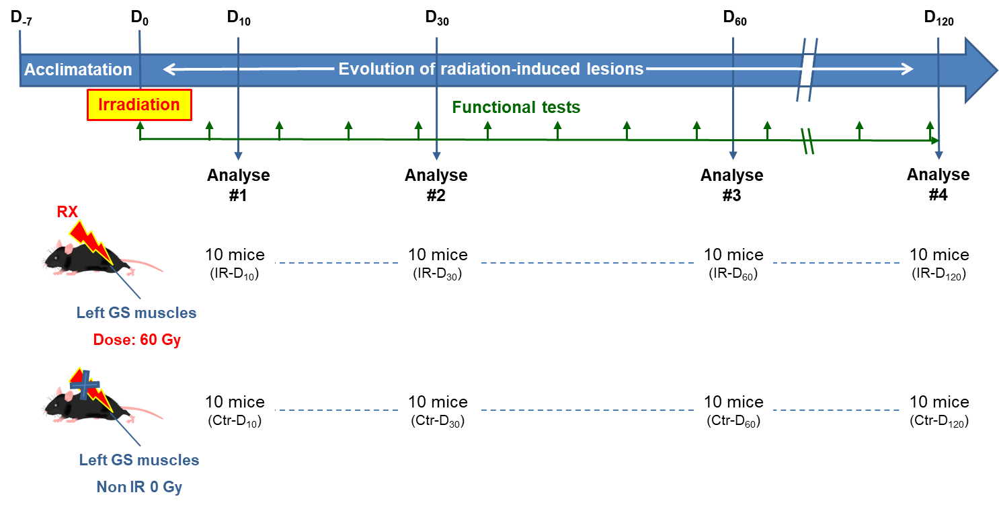 D-7 D0 D10 D30 D60 D120
Acclimatation Evolution of radiation-induced lesions
Irradiation
Functional tests
Analyse Analyse Analyse Analyse
#1 #2 #3 #4
RX
10 mice 10 mice 10 mice 10 mice
(IR-D10) (IR-D30) (IR-D60) (IR-D120)
Left GS muscles
Dose: 60 Gy
10 mice 10 mice 10 mice 10 mice
(Ctr-D10) (Ctr-D30) (Ctr-D60) (Ctr-D120)
Left GS muscles
Non IR 0 Gy